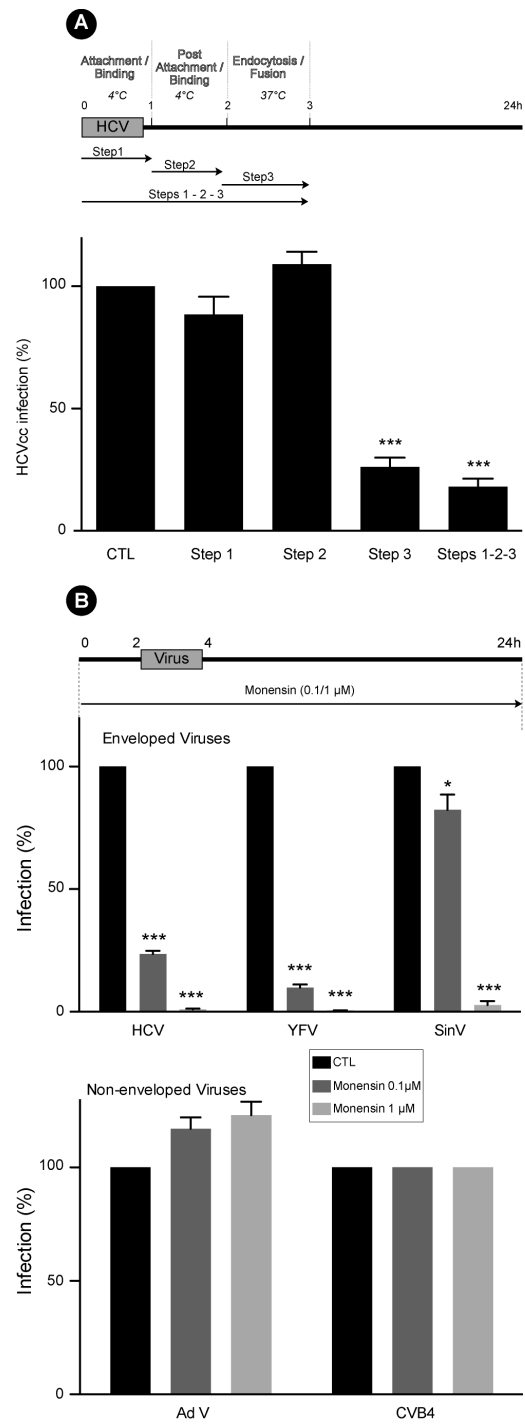 A
Attachment / Binding
4°C
Post Attachment / Binding
4°C
Endocytosis / Fusion
37°C
0 1 2 3 24h
HCV
Step1
Step2
Step3
Steps 1 - 2 - 3
HCVcc infection (%)
100
50
0
***
***
CTL Step 1 Step 2 Step 3 Steps 1-2-3
B
0 2 4 24h
Virus
Monensin (0.1/1 µM)
Enveloped Viruses
Infection (%)
100
50
0
***
***
***
***
*
***
HCV YFV SinV
CTL
Monensin 0.1µM
Monensin 1 µM
Non-enveloped Viruses
Infection (%)
100
50
0
Ad V CVB4